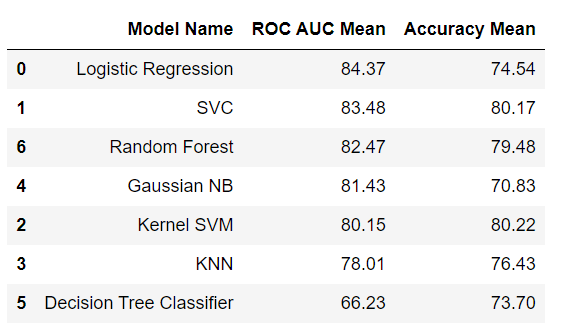 Model Name ROC AUC Mean Accuracy Mean
0 Logistic Regression 84.37 74.54
1 SVC 83.48 80.17
6 Random Forest 82.47 79.48
4 Gaussian NB 81.43 70.83
2 Kernel SVM 80.15 80.22
3 KNN 78.01 76.43
5 Decision Tree Classifier 66.23 73.70